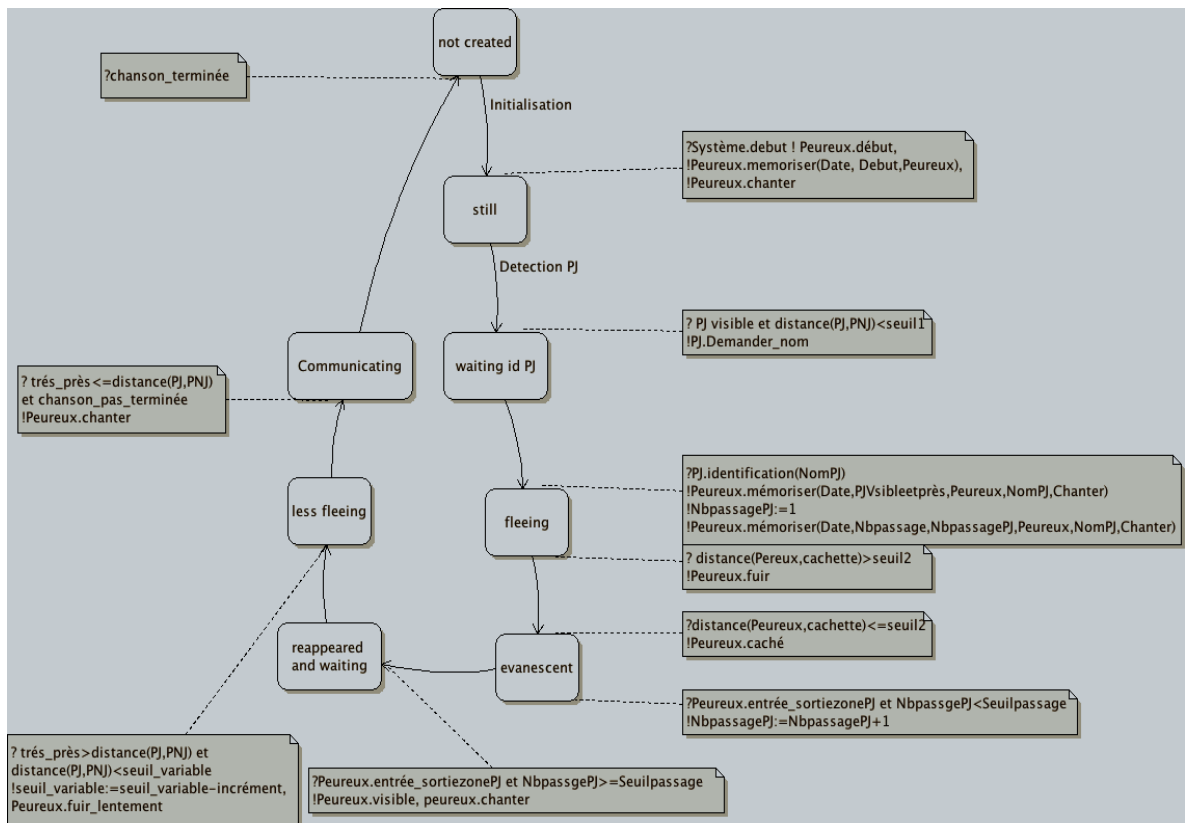 not created
?chanson_terminée
Initialisation
?Système.debut ! Peureux.début,
!Peureux.memoriser(Date, Debut,Peureux),
!Peureux.chanter
still
Detection PJ
? PJ visible et distance(PJ,PNJ)<seuil1
!PJ.Demander_nom
Communicating
waiting id PJ
? trés_près<=distance(PJ,PNJ)
et chanson_pas_terminée
!Peureux.chanter
?PJ.identification(NomPJ)
!Peureux.mémoriser(Date,PJVsibleetprès,Peureux,NomPJ,Chanter)
!NbpassagePJ:=1
!Peureux.mémoriser(Date,Nbpassage,NbpassagePJ,Peureux,NomPJ,Chanter)
less fleeing
fleeing
? distance(Pereux,cachette)>seuil2
!Peureux.fuir
?distance(Peureux,cachette)<=seuil2
!Peureux.caché
reappeared
and waiting
evanescent
?Peureux.entrée_sortiezonePJ et NbpassgePJ<Seuilpassage
!NbpassagePJ:=NbpassagePJ+1
? trés_près>distance(PJ,PNJ) et
distance(PJ,PNJ)<seuil_variable
!seuil_variable:=seuil_variable-incrément,
Peureux.fuir_lentement
?Peureux.entrée_sortiezonePJ et NbpassgePJ>=Seuilpassage
!Peureux.visible, peureux.chanter